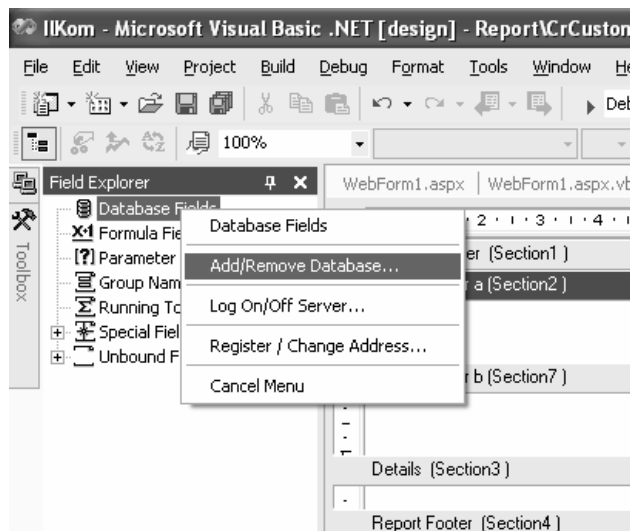 IlKom - Microsoft Visual Basic .NET [design] - Report\CrCuston
File Edit View Project Build Debug Format Tools Window He
Deb
100%
Field Explorer
WebForm1.aspx | WebForm1.aspx.vb
Toolbox
Database Fields
Formula Fie
Parameter
Group Nam
Running To
Special Fiel
Unbound F
Database Fields
Add/Remove Database...
Log On/Off Server...
Register / Change Address...
Cancel Menu
2 3 4
er (Section1 )
r a (Section2 )
r b (Section7 )
Details (Section3 )
Report Footer (Section4 )